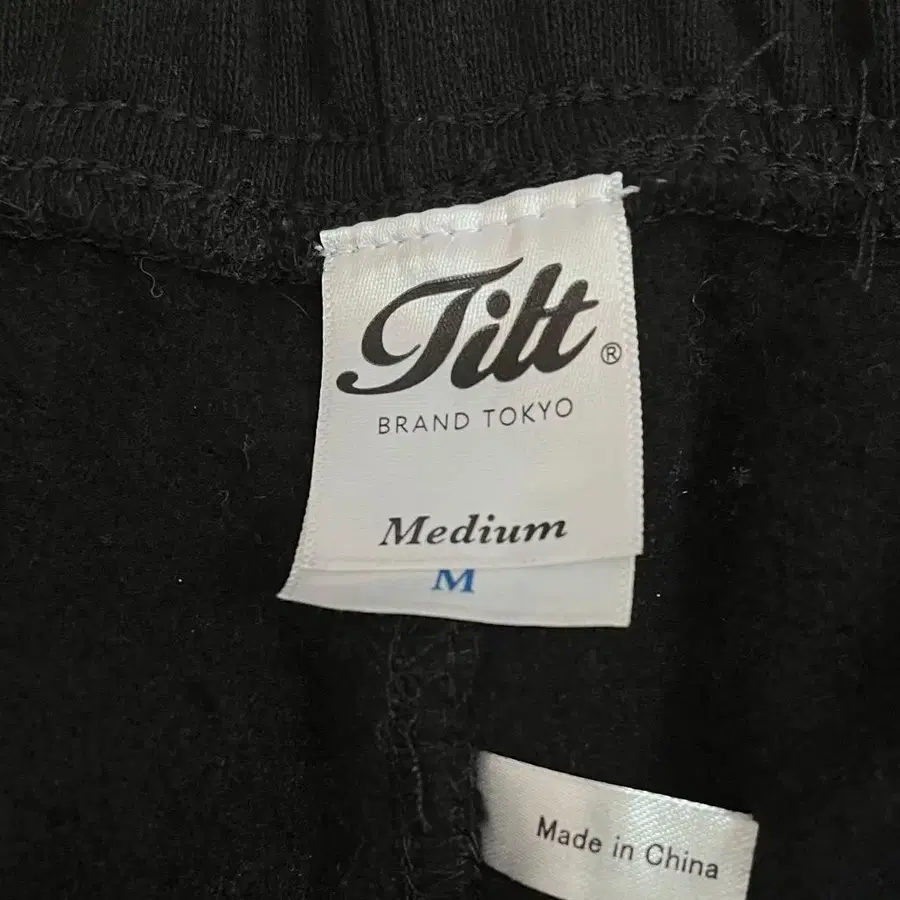 Tilt®
BRAND TOKYO
Medium
M
Made in China